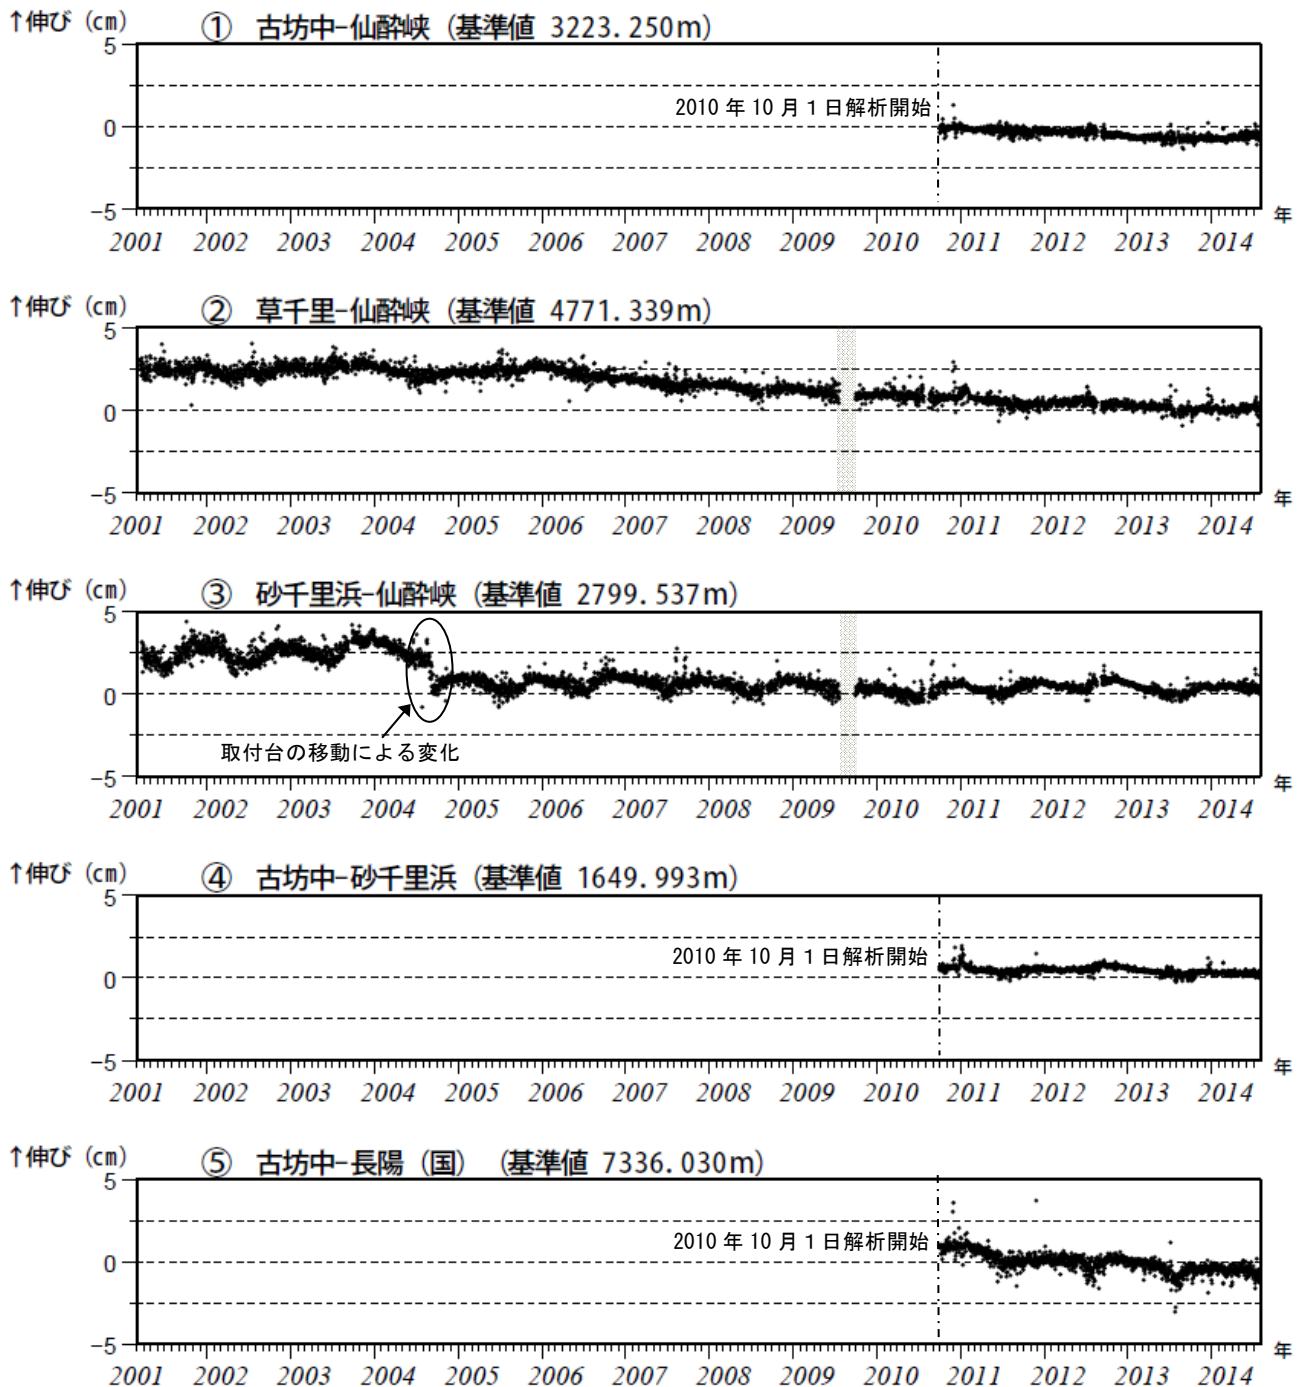 ↑伸び (cm) ① 古坊中-仙酔峡 (基準値 3223.250m)
5
2010 年 10 月 1 日解析開始
0
-5
年
2001 2002 2003 2004 2005 2006 2007 2008 2009 2010 2011 2012 2013 2014
↑伸び (cm) ② 草千里-仙酔峡 (基準値 4771.339m)
5
0
-5
年
2001 2002 2003 2004 2005 2006 2007 2008 2009 2010 2011 2012 2013 2014
↑伸び (cm) ③ 砂千里浜-仙酔峡 (基準値 2799.537m)
5
0
取付台の移動による変化
-5
年
2001 2002 2003 2004 2005 2006 2007 2008 2009 2010 2011 2012 2013 2014
↑伸び (cm) ④ 古坊中-砂千里浜 (基準値 1649.993m)
5
2010 年 10 月 1 日解析開始
0
-5
年
2001 2002 2003 2004 2005 2006 2007 2008 2009 2010 2011 2012 2013 2014
↑伸び (cm) ⑤ 古坊中-長陽 (国) (基準値 7336.030m)
5
2010 年 10 月 1 日解析開始
0
-5
年
2001 2002 2003 2004 2005 2006 2007 2008 2009 2010 2011 2012 2013 2014